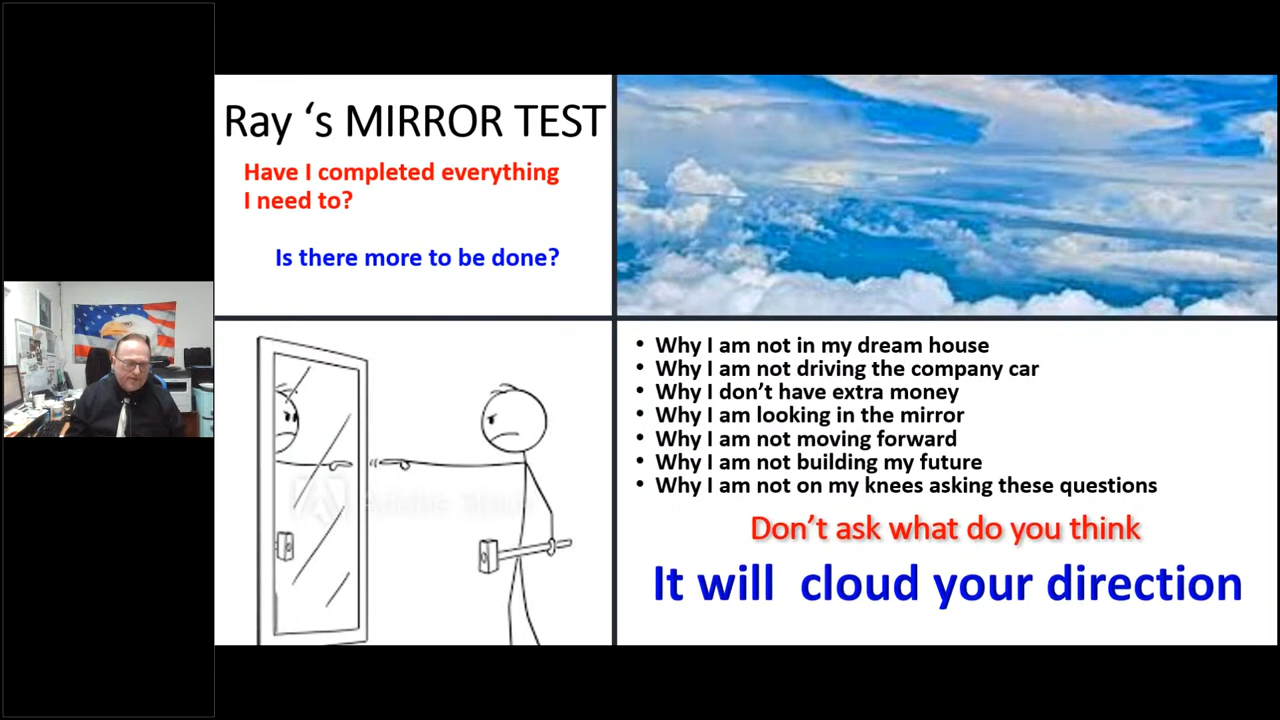 Ray ‘s MIRROR TEST
Have I completed everything
I need to?
Is there more to be done?
• Why I am not in my dream house
• Why I am not driving the company car
• Why I don’t have extra money
• Why I am looking in the mirror
• Why I am not moving forward
• Why I am not building my future
• Why I am not on my knees asking these questions
Don’t ask what do you think
It will  cloud your direction